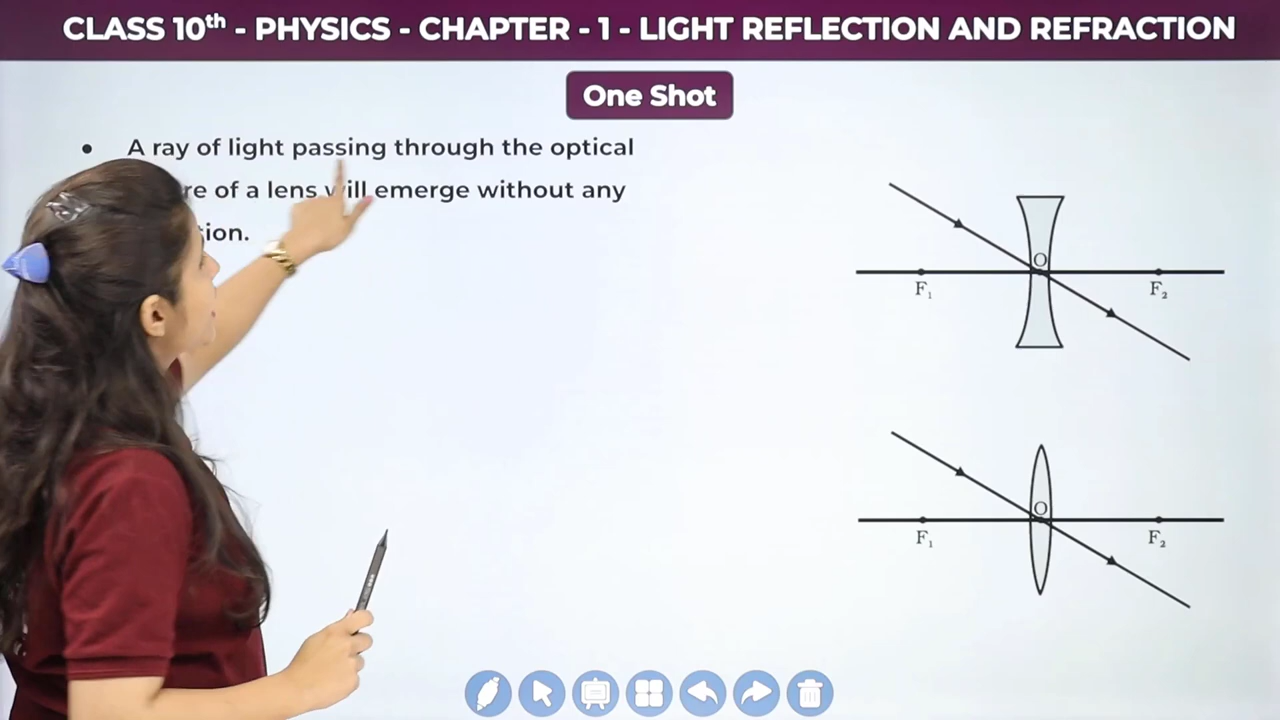 CLASS 10th - PHYSICS - CHAPTER - 1 - LIGHT REFLECTION AND REFRACTION
One Shot
• A ray of light passing through the optical
of a lens will emerge without any
O
F₁
F₂
O
F₁
F₂